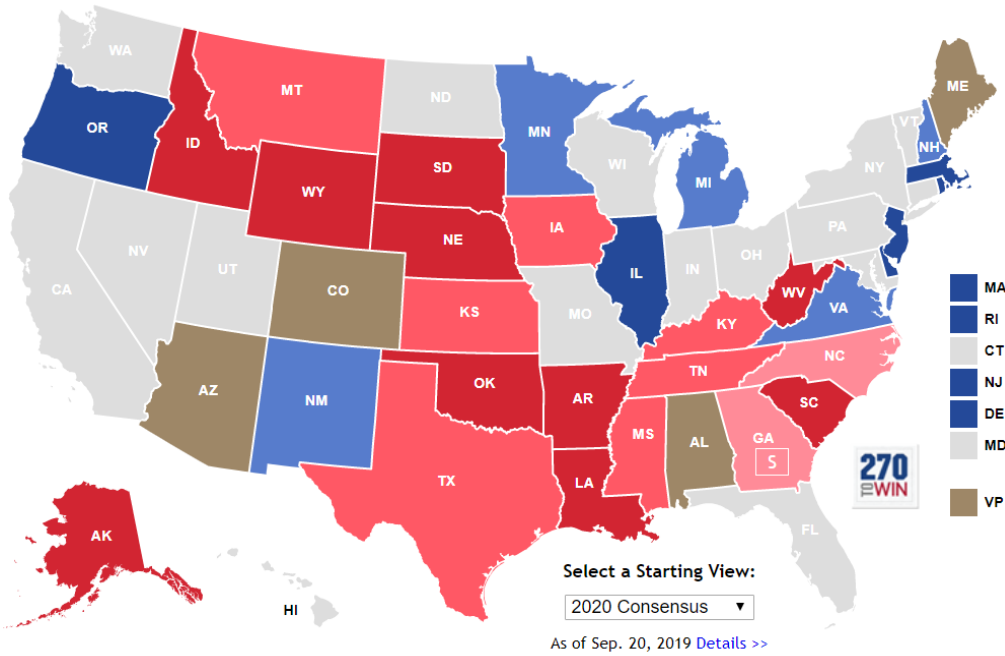 WA
MT
ND
MN
ME
VT
NH
OR
ID
SD
WI
NY
WY
MI
IA
PA
NE
NV
OH
IL
IN
UT
CA
CO
WV
VA
KS
MO
KY
NC
TN
AZ
OK
NM
AR
SC
MS
AL
GA
S
TX
LA
FL
AK
HI
MA
RI
CT
NJ
DE
MD
VP
270
TO WIN
Select a Starting View:
2020 Consensus
As of Sep. 20, 2019 Details >>